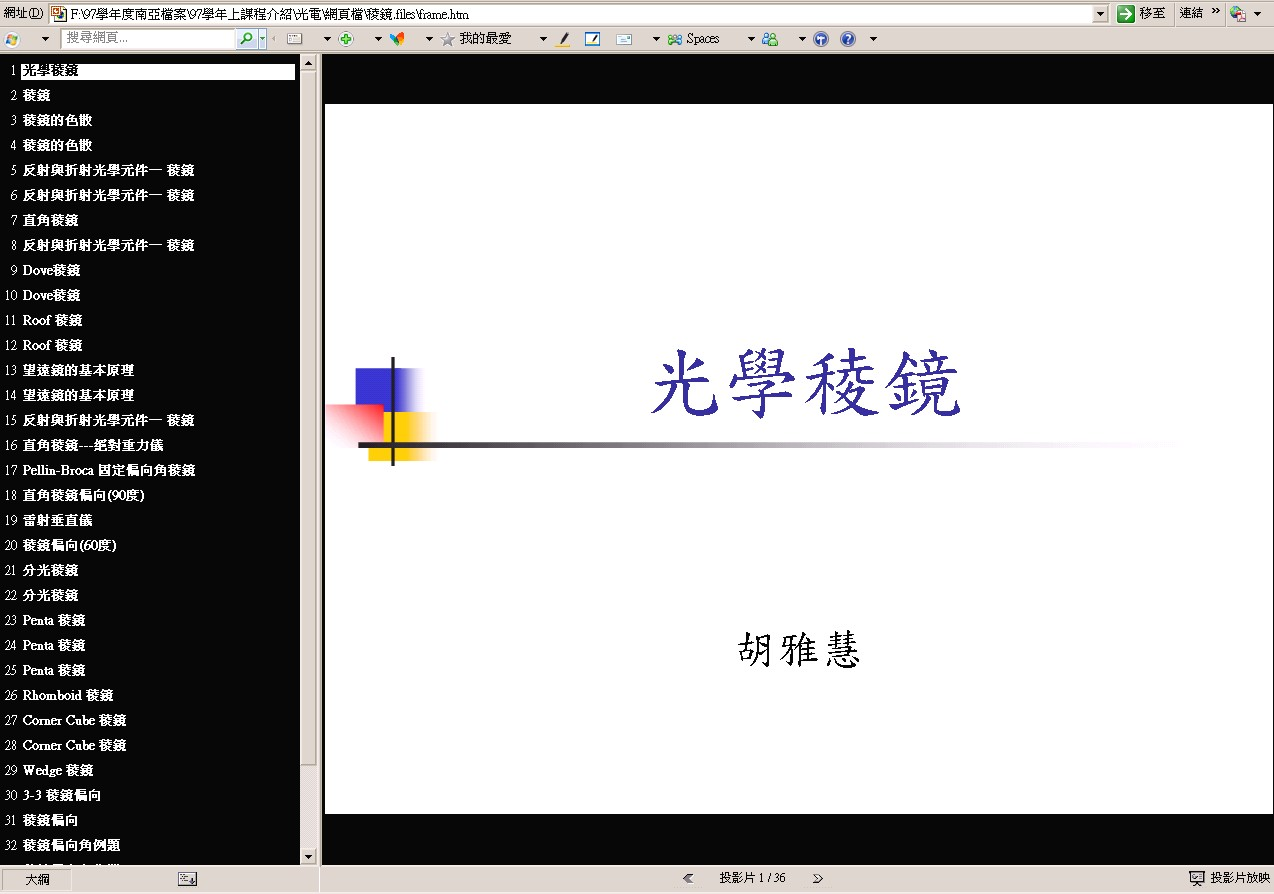 網址(D) F:\97學年度南亞檔案\97學年上課程介紹\光電\網頁檔\稜鏡.files\frame.htm 移至 連結 »
搜尋網頁... 我的最愛 Spaces
1 光學稜鏡
2 稜鏡
3 稜鏡的色散
4 稜鏡的色散
5 反射與折射光學元件一 稜鏡
6 反射與折射光學元件一 稜鏡
7 直角稜鏡
8 反射與折射光學元件一 稜鏡
9 Dove稜鏡
10 Dove稜鏡
11 Roof 稜鏡
12 Roof 稜鏡
13 望遠鏡的基本原理
14 望遠鏡的基本原理
15 反射與折射光學元件一 稜鏡
16 直角稜鏡---絕對重力儀
17 Pellin-Broca 固定偏向角稜鏡
18 直角稜鏡偏向(90度)
19 雷射垂直儀
20 稜鏡偏向(60度)
21 分光稜鏡
22 分光稜鏡
23 Penta 稜鏡
24 Penta 稜鏡
25 Penta 稜鏡
26 Rhomboid 稜鏡
27 Corner Cube 稜鏡
28 Corner Cube 稜鏡
29 Wedge 稜鏡
30 3-3 稜鏡偏向
31 稜鏡偏向
32 稜鏡偏向角例題
光學稜鏡
胡雅慧
大綱 投影片 1 / 36 投影片放映